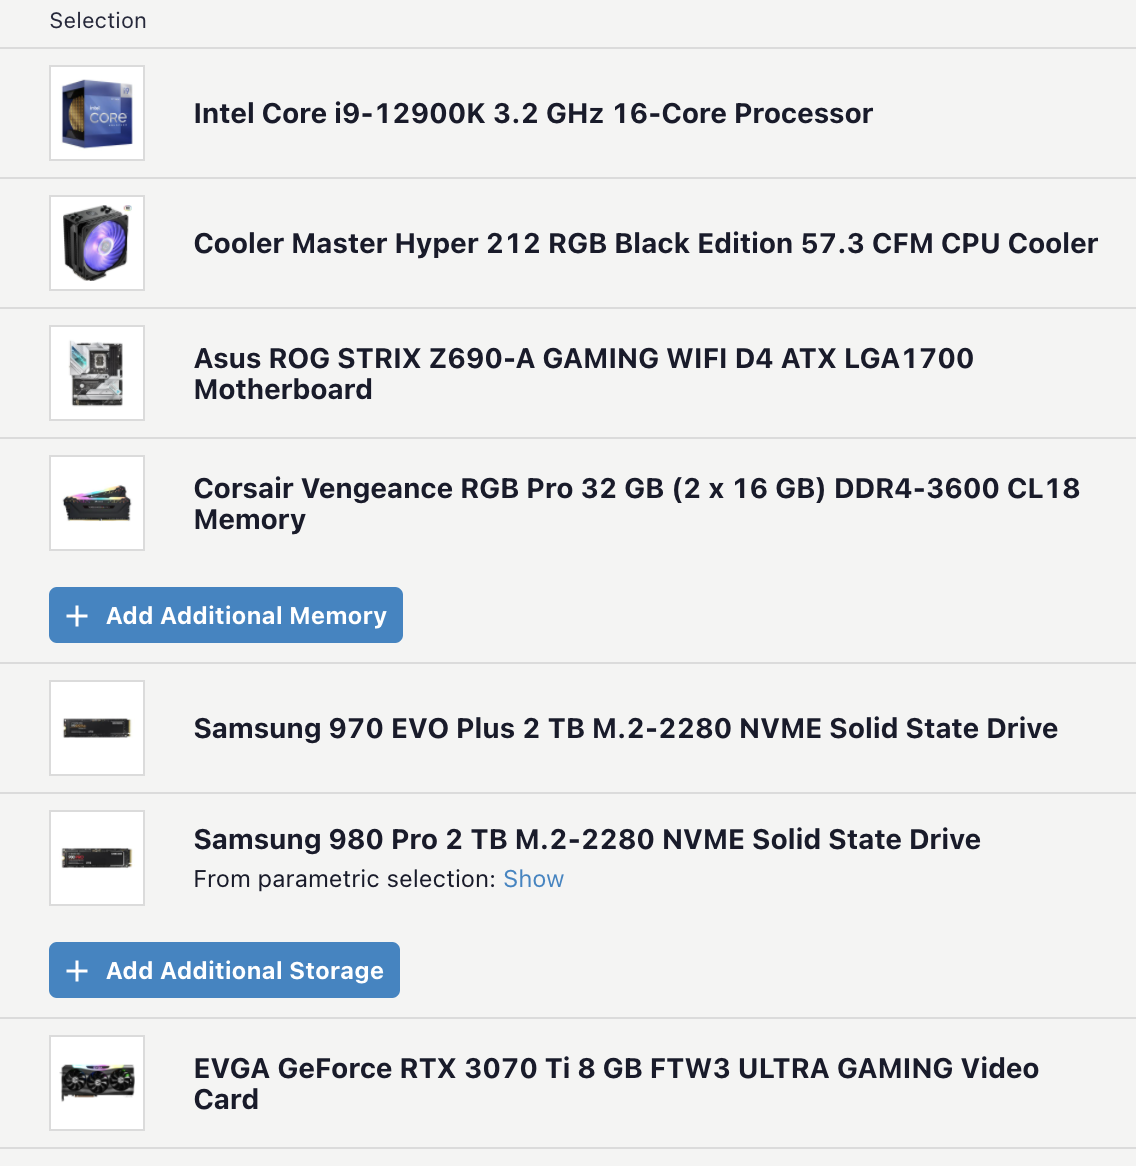 Selection
Intel Core i9-12900K 3.2 GHz 16-Core Processor
Cooler Master Hyper 212 RGB Black Edition 57.3 CFM CPU Cooler
Asus ROG STRIX Z690-A GAMING WIFI D4 ATX LGA1700
Motherboard
Corsair Vengeance RGB Pro 32 GB (2 x 16 GB) DDR4-3600 CL18
Memory
+ Add Additional Memory
Samsung 970 EVO Plus 2 TB M.2-2280 NVME Solid State Drive
Samsung 980 Pro 2 TB M.2-2280 NVME Solid State Drive
From parametric selection: Show
+ Add Additional Storage
EVGA GeForce RTX 3070 Ti 8 GB FTW3 ULTRA GAMING Video
Card